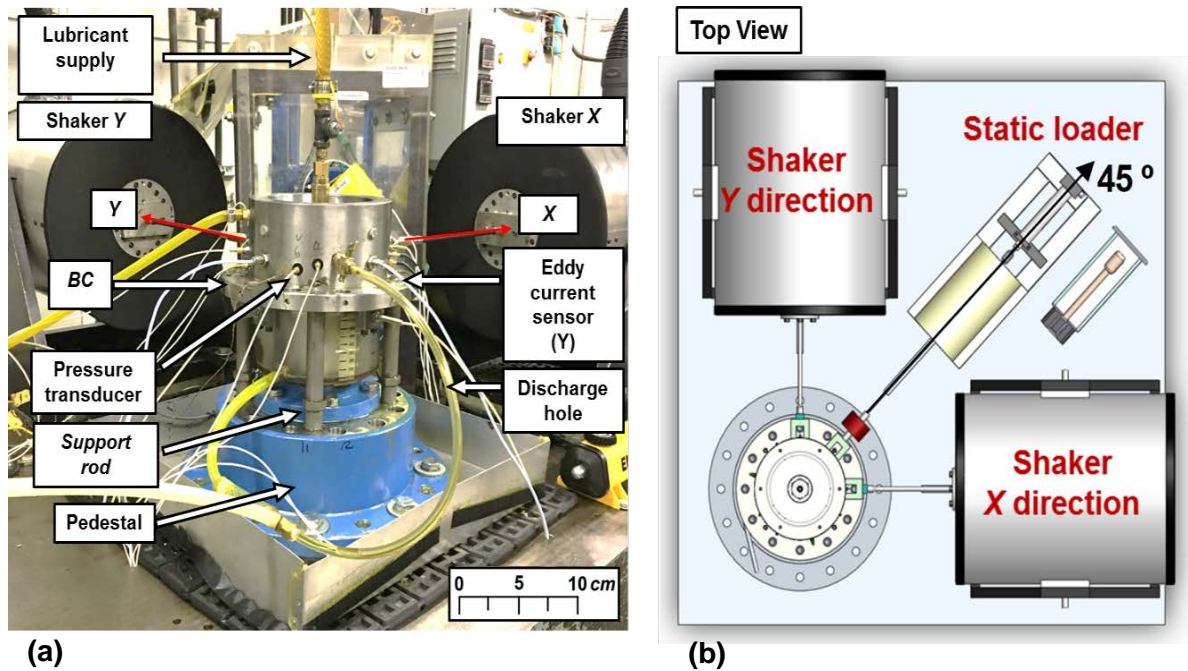 Lubricant
supply
Shaker Y
Shaker X
Y
X
BC
Eddy
current
sensor
(Y)
Pressure
transducer
Discharge
hole
Support
rod
Pedestal
0 5 10 cm
(a)
Top View
Static loader
45 º
Shaker
Y direction
Shaker
X direction
(b)